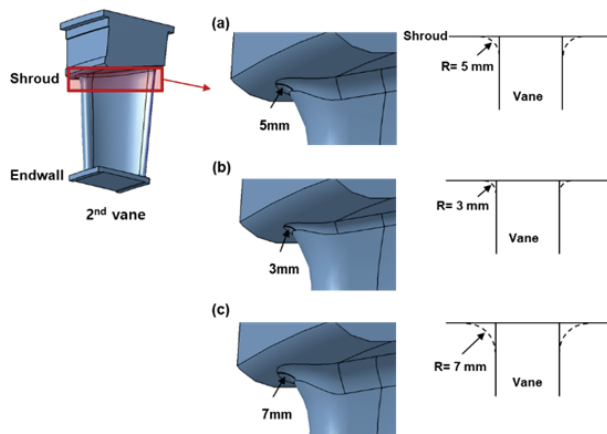 Shroud
Endwall
2nd vane
(a)
5mm
Shroud
R= 5 mm
Vane
(b)
3mm
R= 3 mm
Vane
(c)
7mm
R= 7 mm
Vane